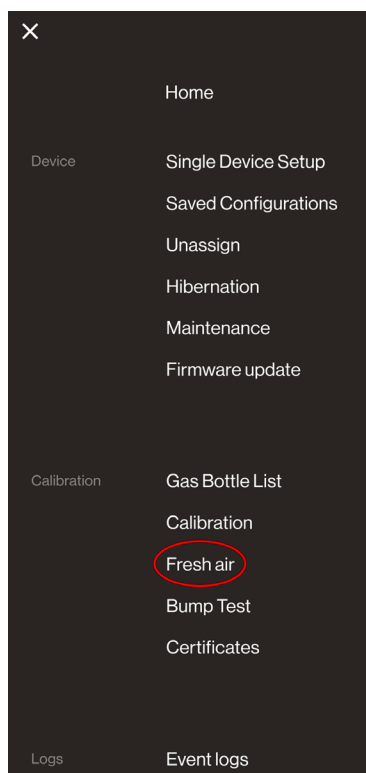 Home
Device Single Device Setup
Saved Configurations
Unassign
Hibernation
Maintenance
Firmware update
Calibration Gas Bottle List
Calibration
Fresh air
Bump Test
Certificates
Logs Event logs